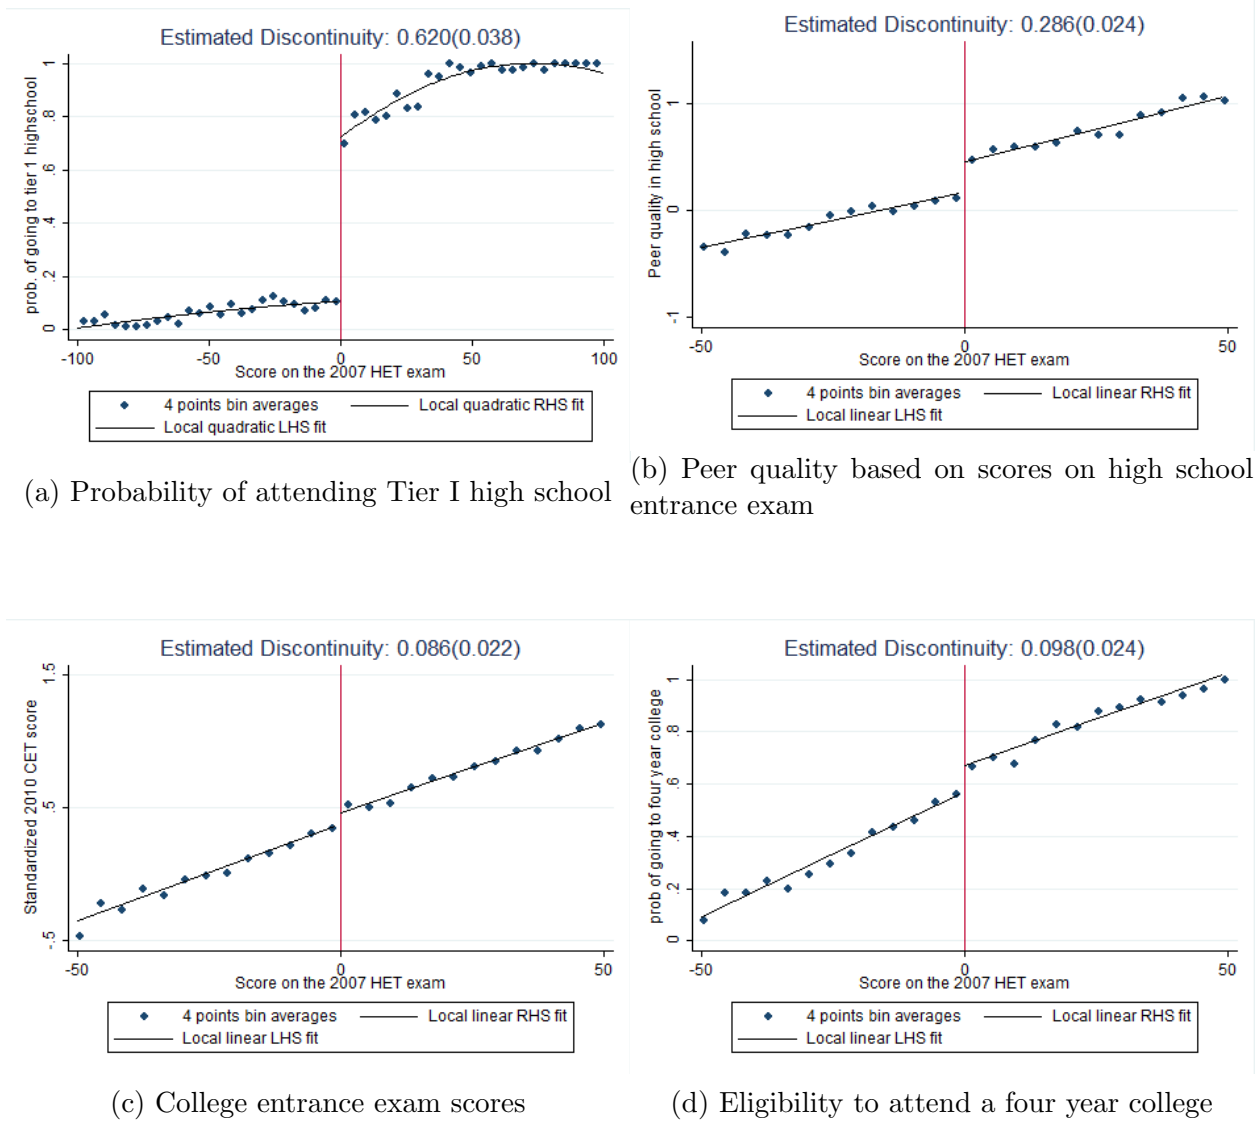 Estimated Discontinuity: 0.620(0.038)
prob. of going to tier 1 highschool
0 .2 .4 .6 .8 1
-100 -50 0 50 100
Score on the 2007 HET exam
4 points bin averages Local quadratic RHS fit
Local quadratic LHS fit
(a) Probability of attending Tier I high school
Estimated Discontinuity: 0.286(0.024)
Peer quality in high school
-1 0 1
-50 0 50
Score on the 2007 HET exam
4 points bin averages Local linear RHS fit
Local linear LHS fit
(b) Peer quality based on scores on high school
entrance exam
Estimated Discontinuity: 0.086(0.022)
Standardized 2010 CET score
-.5 .5 1.5
-50 0 50
Score on the 2007 HET exam
4 points bin averages Local linear RHS fit
Local linear LHS fit
(c) College entrance exam scores
Estimated Discontinuity: 0.098(0.024)
prob of going to four year college
0 .2 .4 .6 .8 1
-50 0 50
Score on the 2007 HET exam
4 points bin averages Local linear RHS fit
Local linear LHS fit
(d) Eligibility to attend a four year college